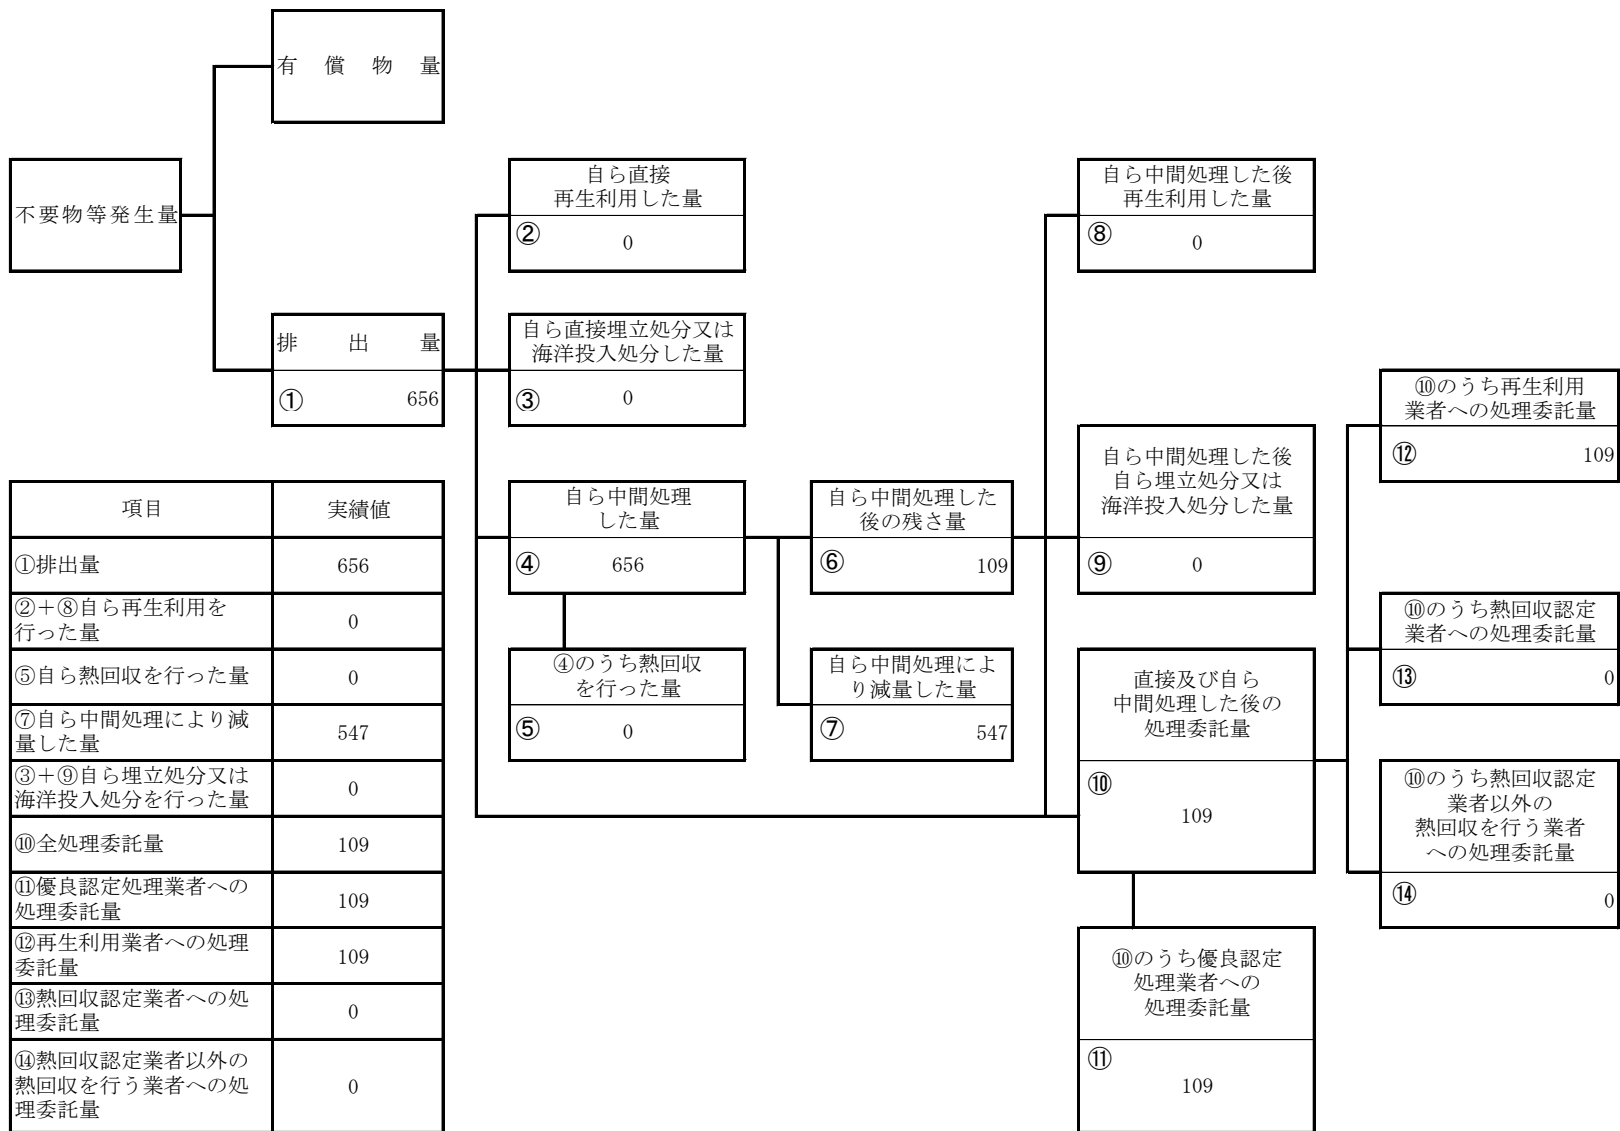 有償物量
不要物等発生量
排出量
① 656
自ら直接
再生利用した量
② 0
自ら直接埋立処分又は
海洋投入処分した量
③ 0
自ら中間処理
した量
④ 656
④のうち熱回収
を行った量
⑤ 0
自ら中間処理した
後の残さ量
⑥ 109
自ら中間処理によ
り減量した量
⑦ 547
自ら中間処理した後
再生利用した量
⑧ 0
自ら中間処理した後
自ら埋立処分又は
海洋投入処分した量
⑨ 0
直接及び自ら
中間処理した後の
処理委託量
⑩
109
⑩のうち優良認定
処理業者への
処理委託量
⑪
109
⑩のうち再生利用
業者への処理委託量
⑫ 109
⑩のうち熱回収認定
業者への処理委託量
⑬ 0
⑩のうち熱回収認定
業者以外の
熱回収を行う業者
への処理委託量
⑭ 0
項目 実績値
①排出量 656
②＋⑧自ら再生利用を
行った量 0
⑤自ら熱回収を行った量 0
⑦自ら中間処理により減
量した量 547
③＋⑨自ら埋立処分又は
海洋投入処分を行った量 0
⑩全処理委託量 109
⑪優良認定処理業者への
処理委託量 109
⑫再生利用業者への処理
委託量 109
⑬熱回収認定業者への処
理委託量 0
⑭熱回収認定業者以外の
熱回収を行う業者への処
理委託量 0